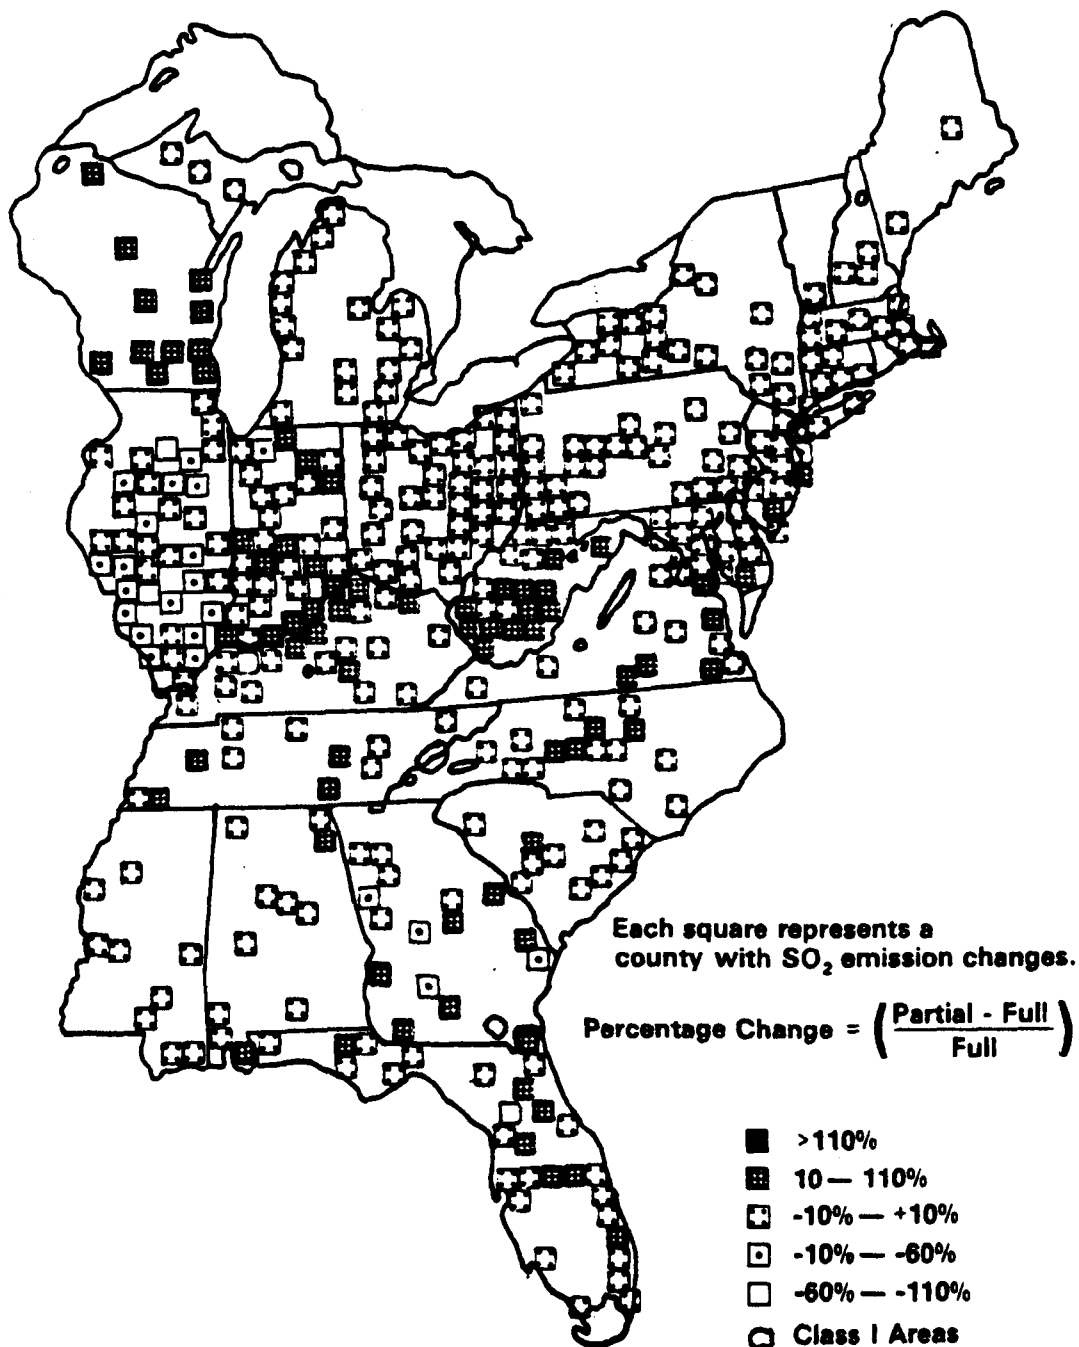 Each square represents a
county with SO₂ emission changes.
Percentage Change = (Partial - Full / Full)
>110%
10 — 110%
-10% — +10%
-10% — -60%
-60% — -110%
Class I Areas